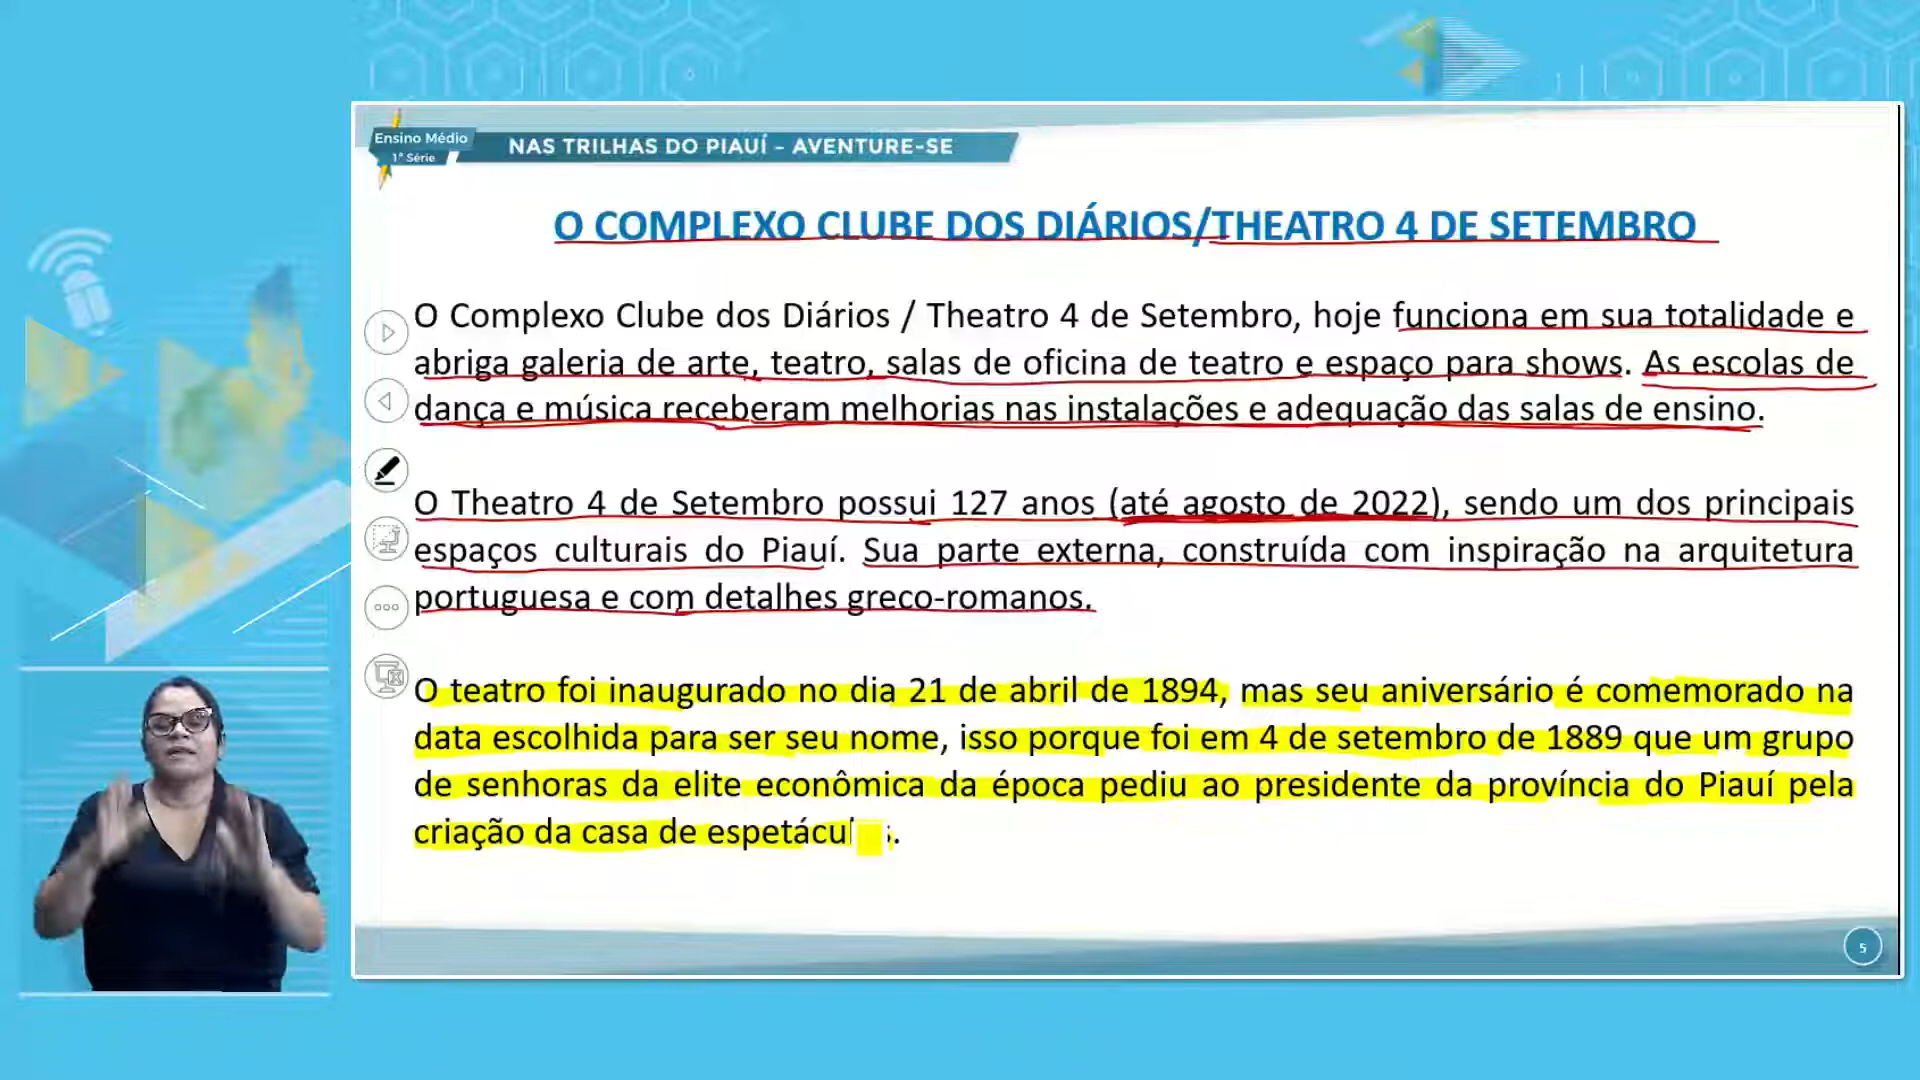 Ensino Médio
1ª Série
NAS TRILHAS DO PIAUÍ – AVENTURE-SE
O COMPLEXO CLUBE DOS DIÁRIOS/THEATRO 4 DE SETEMBRO
O Complexo Clube dos Diários / Theatro 4 de Setembro, hoje funciona em sua totalidade e
abriga galeria de arte, teatro, salas de oficina de teatro e espaço para shows. As escolas de
dança e música receberam melhorias nas instalações e adequação das salas de ensino.
O Theatro 4 de Setembro possui 127 anos (até agosto de 2022), sendo um dos principais
espaços culturais do Piauí. Sua parte externa, construída com inspiração na arquitetura
portuguesa e com detalhes greco-romanos.
O teatro foi inaugurado no dia 21 de abril de 1894, mas seu aniversário é comemorado na
data escolhida para ser seu nome, isso porque foi em 4 de setembro de 1889 que um grupo
de senhoras da elite econômica da época pediu ao presidente da província do Piauí pela
criação da casa de
5